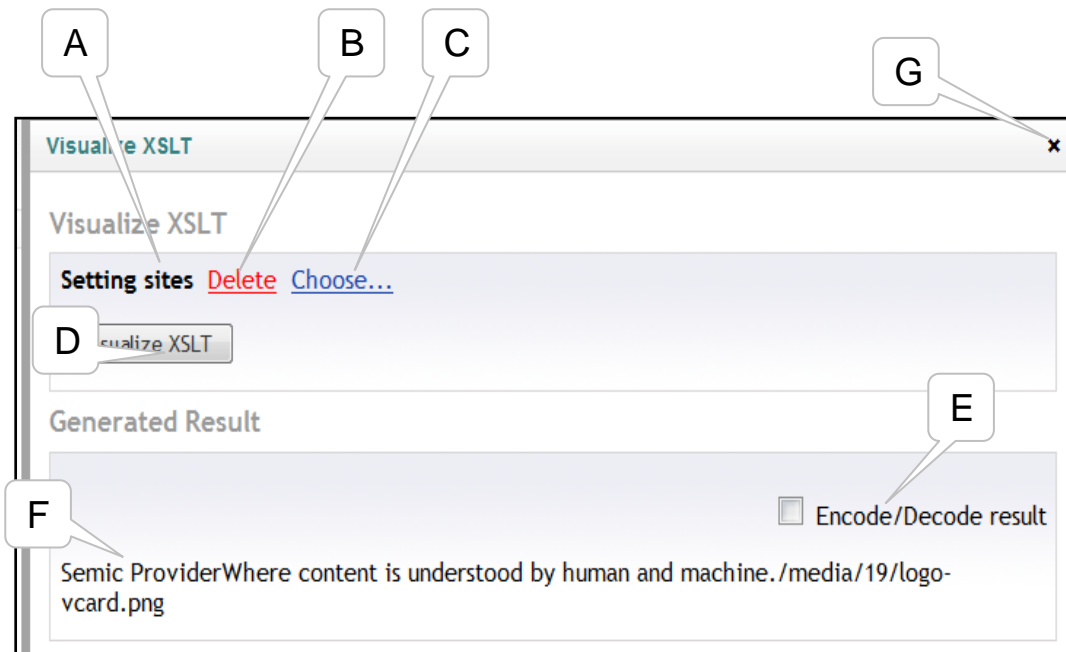 A
B
C
G
Visualize XSLT
Visualize XSLT
Setting sites Delete Choose...
D
sualize XSLT
Generated Result
E
Encode/Decode result
F
Semic ProviderWhere content is understood by human and machine./media/19/logo-
vcard.png